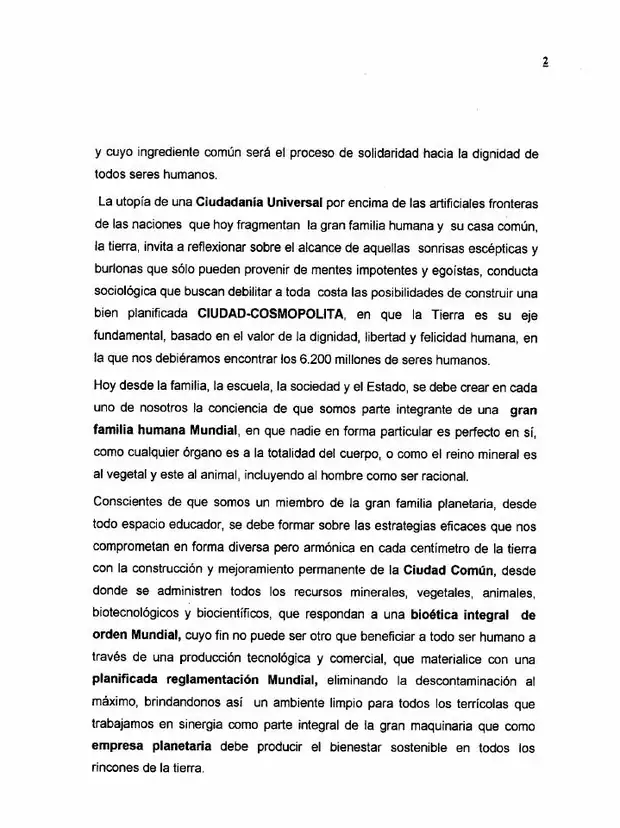 2
y cuyo ingrediente común será el proceso de solidaridad hacia la dignidad de
todos seres humanos.
La utopía de una Ciudadanía Universal por encima de las artificiales fronteras
de las naciones que hoy fragmentan la gran familia humana y su casa común,
la tierra, invita a reflexionar sobre el alcance de aquellas sonrisas escépticas y
burlonas que sólo pueden provenir de mentes impotentes y egoístas, conducta
sociológica que buscan debilitar a toda costa las posibilidades de construir una
bien planificada CIUDAD-COSMOPOLITA, en que la Tierra es su eje
fundamental, basado en el valor de la dignidad, libertad y felicidad humana, en
la que nos debiéramos encontrar los 6.200 millones de seres humanos.
Hoy desde la familia, la escuela, la sociedad y el Estado, se debe crear en cada
uno de nosotros la conciencia de que somos parte integrante de una gran
familia humana Mundial, en que nadie en forma particular es perfecto en sí,
como cualquier órgano es a la totalidad del cuerpo, o como el reino mineral es
al vegetal y este al animal, incluyendo al hombre como ser racional.
Conscientes de que somos un miembro de la gran familia planetaria, desde
todo espacio educador, se debe formar sobre las estrategias eficaces que nos
comprometan en forma diversa pero armónica en cada centímetro de la tierra
con la construcción y mejoramiento permanente de la Ciudad Común, desde
donde se administren todos los recursos minerales, vegetales, animales,
biotecnológicos y biocientíficos, que respondan a una bioética integral de
orden Mundial, cuyo fin no puede ser otro que beneficiar a todo ser humano a
través de una producción tecnológica y comercial, que materialice con una
planificada reglamentación Mundial, eliminando la descontaminación al
máximo, brindandonos así un ambiente limpio para todos los terrícolas que
trabajamos en sinergia como parte integral de la gran maquinaria que como
empresa planetaria debe producir el bienestar sostenible en todos los
rincones de la tierra.